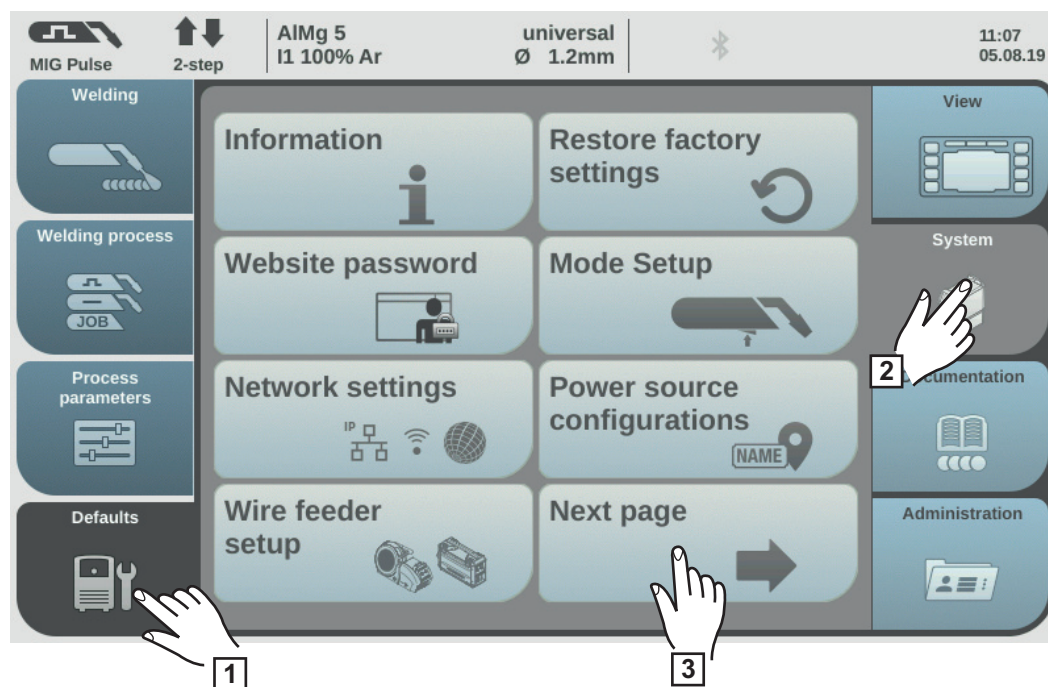 MIG Pulse
2-step
AlMg 5
I1 100% Ar
universal
Ø 1.2mm
11:07
05.08.19
Welding
Welding process
JOB
Process
parameters
Defaults
Information
Restore factory
settings
Website password
Mode Setup
Network settings
IP
Power source
configurations
NAME
Wire feeder
setup
Next page
View
System
Documentation
Administration
1
2
3